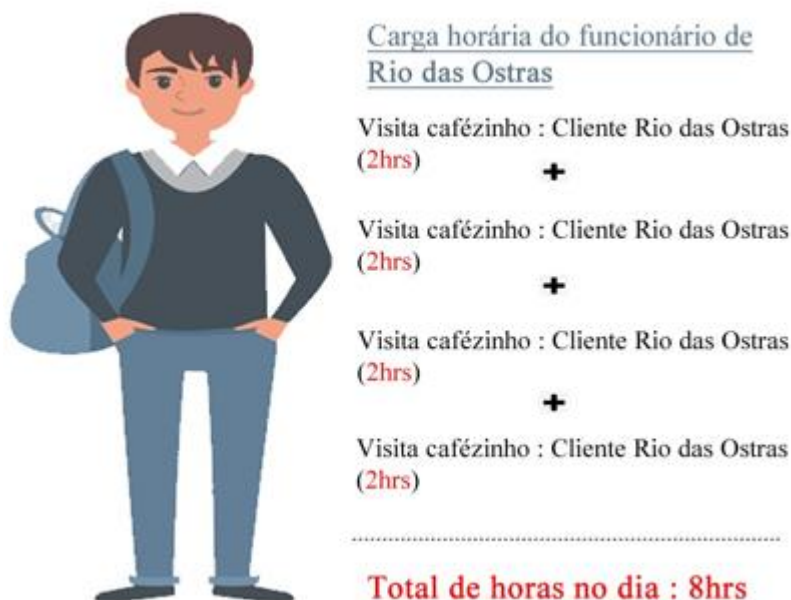 Carga horária do funcionário de
Rio das Ostras
Visita cafézinho : Cliente Rio das Ostras
(2hrs)
+
Visita cafézinho : Cliente Rio das Ostras
(2hrs)
+
Visita cafézinho : Cliente Rio das Ostras
(2hrs)
+
Visita cafézinho : Cliente Rio das Ostras
(2hrs)
Total de horas no dia : 8hrs